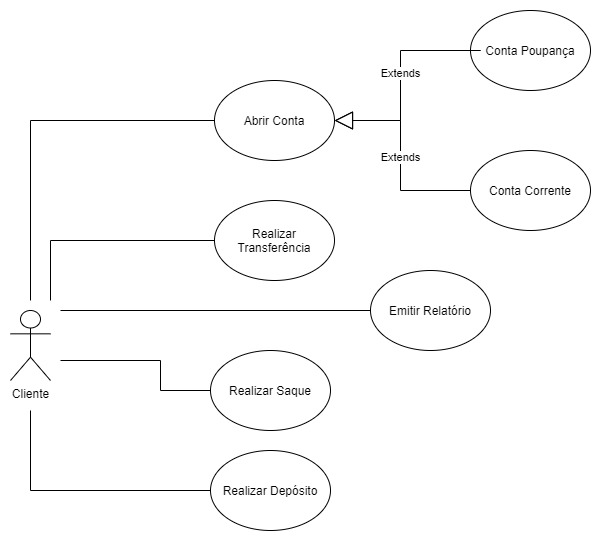 Conta Poupança
Extends
Abrir Conta
Extends
Conta Corrente
Realizar
Transferência
Emitir Relatório
Realizar Saque
Cliente
Realizar Depósito